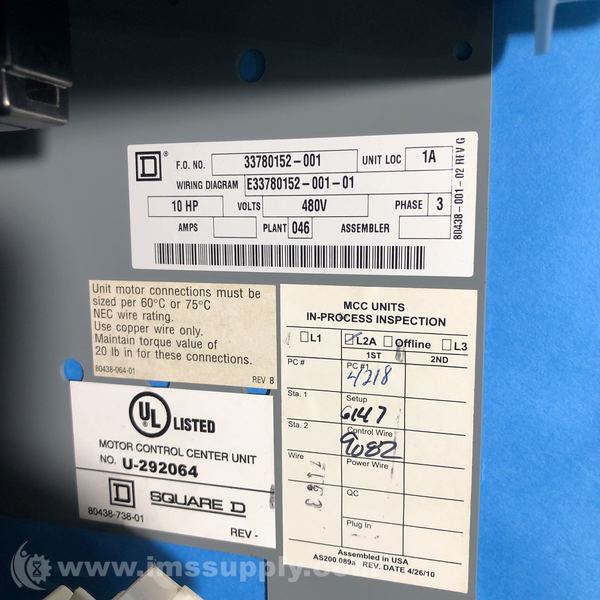 F.O. NO. 33780152-001 UNIT LOC 1A
WIRING DIAGRAM E33780152-001-01
10 HP VOLTS 480V PHASE 3
AMPS PLANT 046 ASSEMBLER
80438-001-02 REV G
Unit motor connections must be
sized per 60°C or 75°C
NEC wire rating.
Use copper wire only.
Maintain torque value of
20 lb in for these connections.
80438-064-01 REV B
UL LISTED
MOTOR CONTROL CENTER UNIT
NO. U-292064
D SQUARE D
80438-738-01 REV -
MCC UNITS
IN-PROCESS INSPECTION
L1 L2A Offline L3
1ST 2ND
PC # PC #1
4218
Sta. 1 Setup
6147
Sta. 2 Control Wire
9082
Wire Power Wire
QC
Plug In
Assembled in USA
AS200.089a REV. DATE 4/26/10
www.imssupply.com